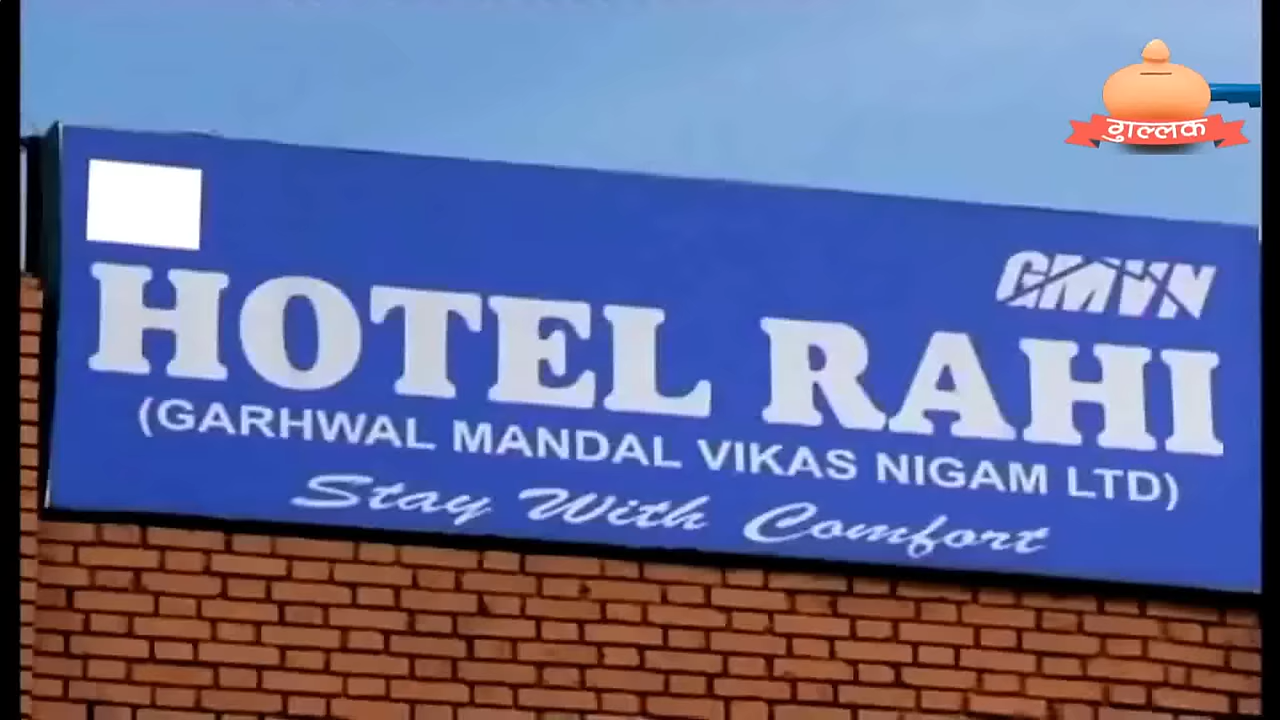 गुल्लक
GMVN
HOTEL RAHI
(GARHWAL MANDAL VIKAS NIGAM LTD)
Stay With Comfort